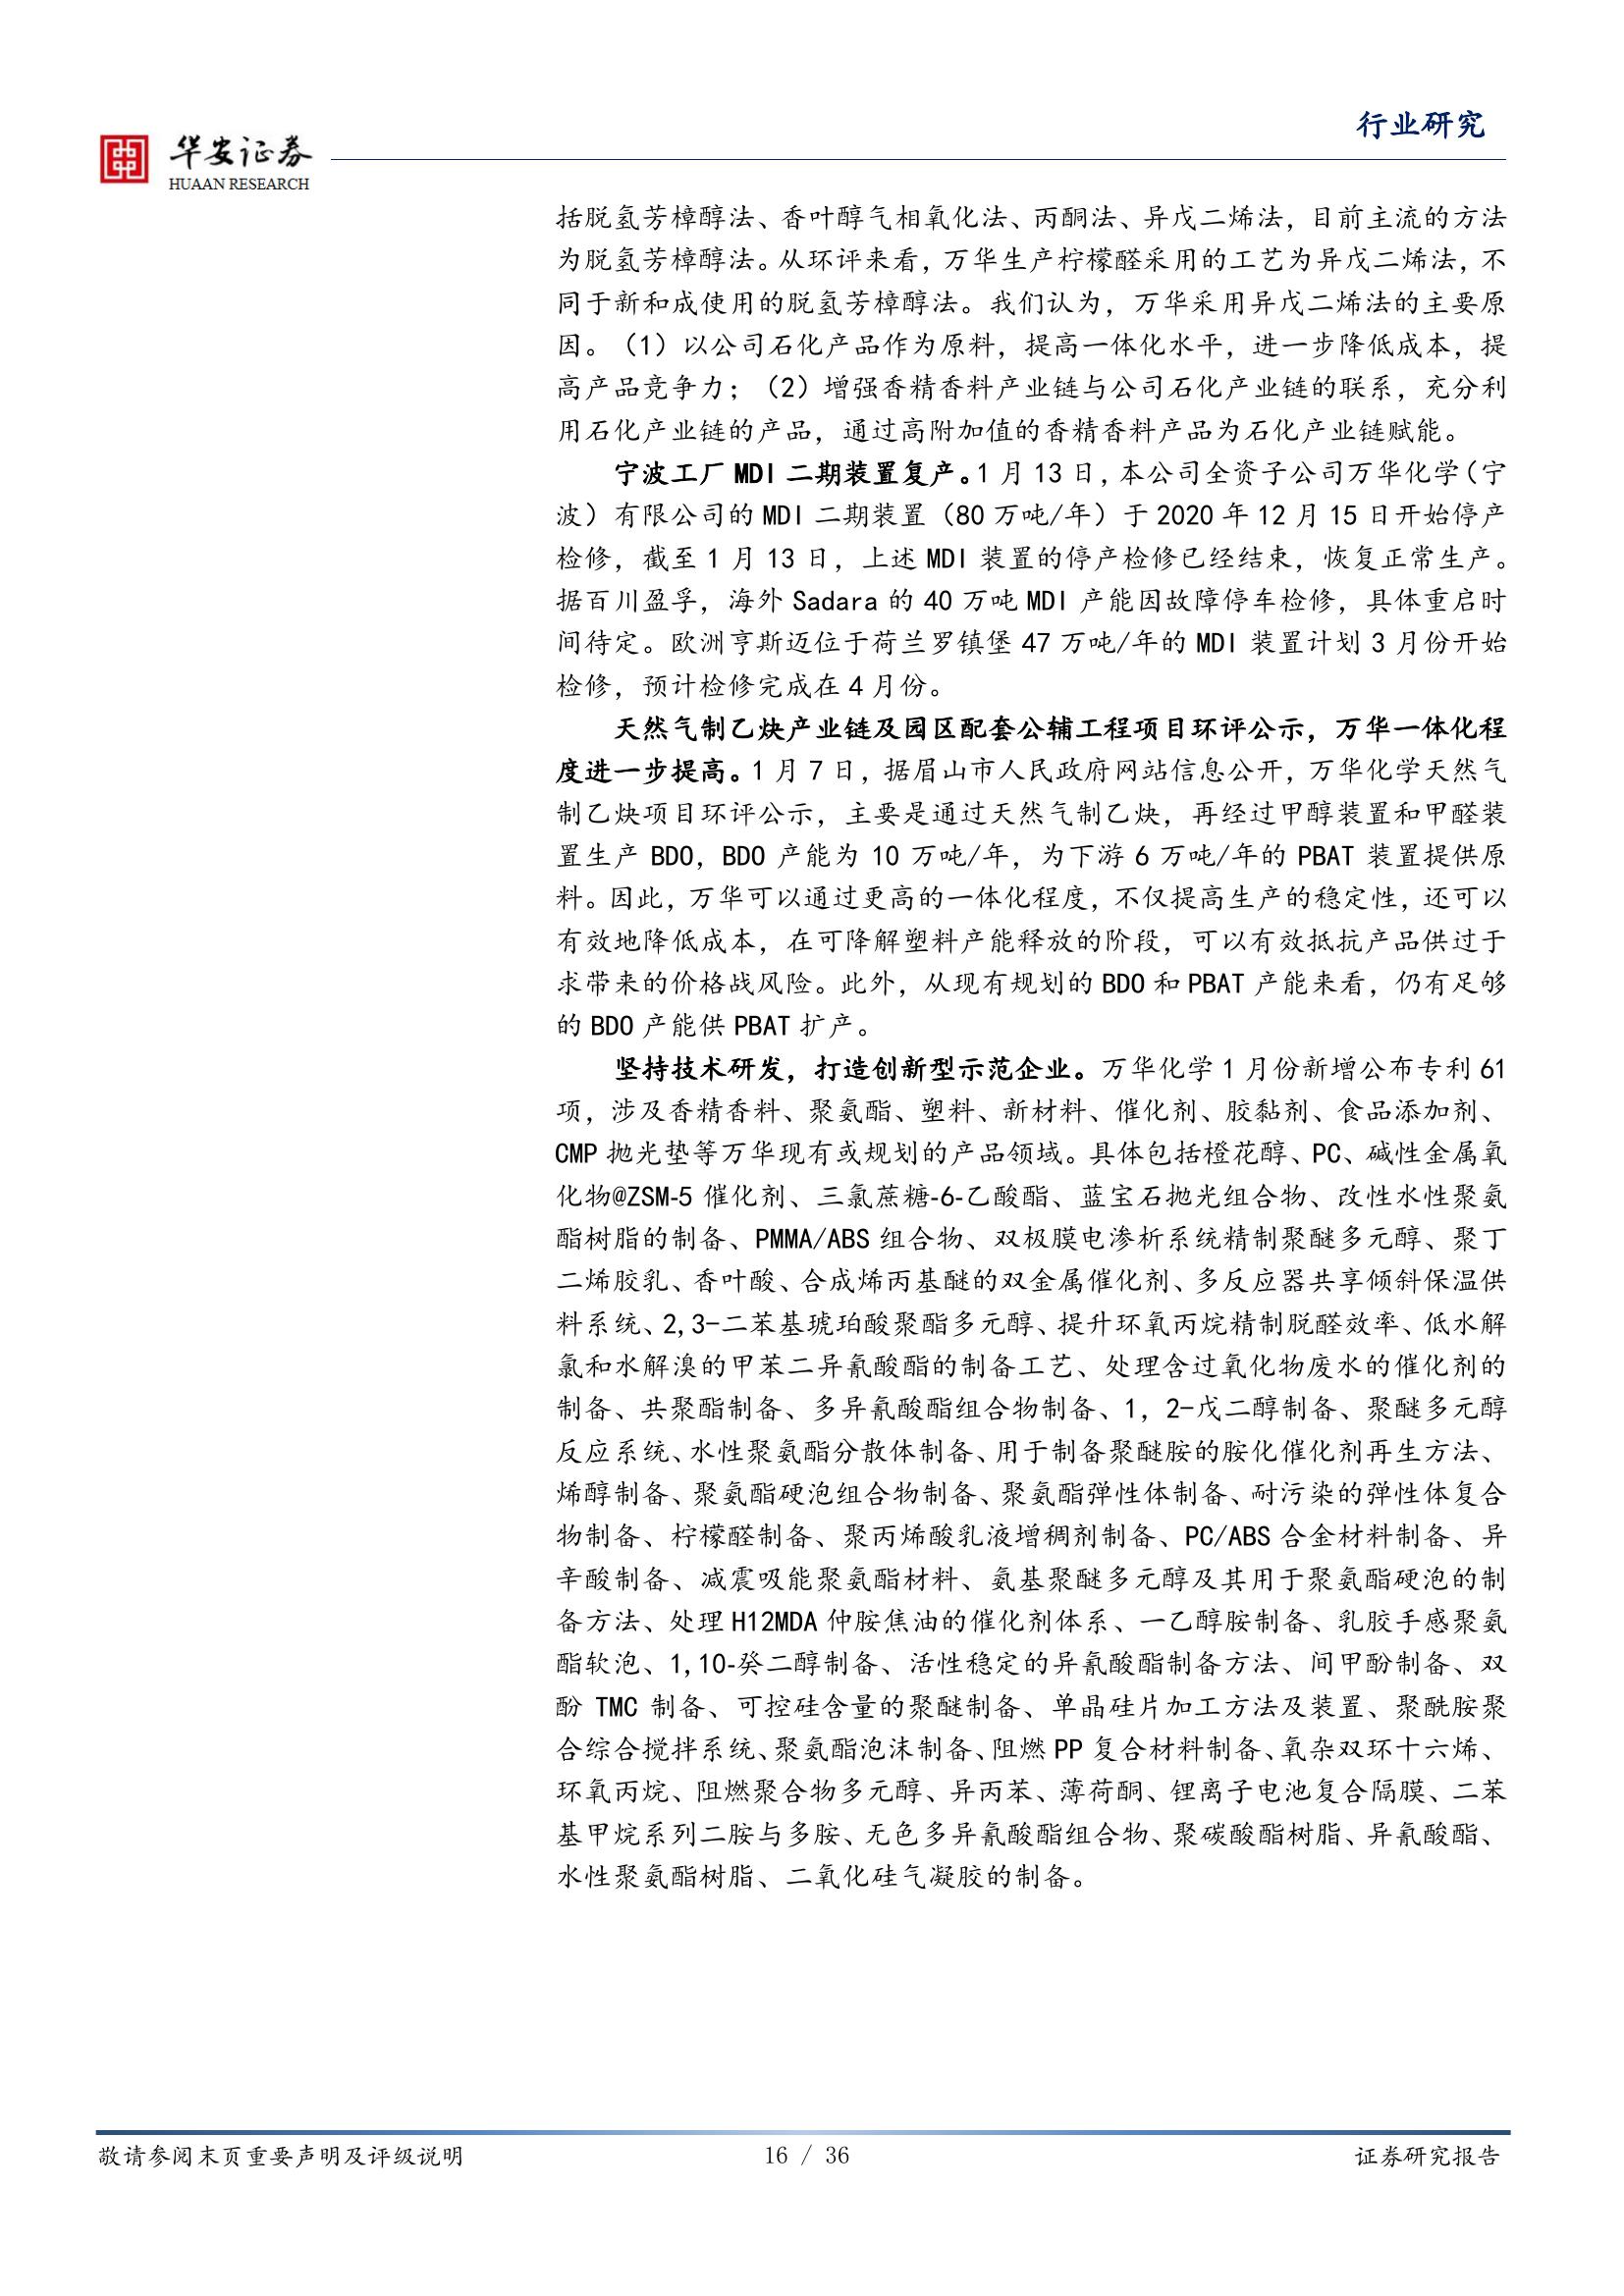 行业研究
华安证券
HUAAN RESEARCH
括脱氢芳樟醇法、香叶醇气相氧化法、丙酮法、异戊二烯法，目前主流的方法
为脱氢芳樟醇法。从环评来看，万华生产柠檬醛采用的工艺为异戊二烯法，不
同于新和成使用的脱氢芳樟醇法。我们认为，万华采用异戊二烯法的主要原
因。（1）以公司石化产品作为原料，提高一体化水平，进一步降低成本，提
高产品竞争力；（2）增强香精香料产业链与公司石化产业链的联系，充分利
用石化产业链的产品，通过高附加值的香精香料产品为石化产业链赋能。
宁波工厂 MDI 二期装置复产。1 月 13 日，本公司全资子公司万华化学（宁
波）有限公司的 MDI 二期装置（80 万吨/年）于 2020 年 12 月 15 日开始停产
检修，截至 1 月 13 日，上述 MDI 装置的停产检修已经结束，恢复正常生产。
据百川盈孚，海外 Sadara 的 40 万吨 MDI 产能因故障停车检修，具体重启时
间待定。欧洲亨斯迈位于荷兰罗镇堡 47 万吨/年的 MDI 装置计划 3 月份开始
检修，预计检修完成在 4 月份。
天然气制乙炔产业链及园区配套公辅工程项目环评公示，万华一体化程
度进一步提高。1 月 7 日，据眉山市人民政府网站信息公开，万华化学天然气
制乙炔项目环评公示，主要是通过天然气制乙炔，再经过甲醇装置和甲醛装
置生产 BDO，BDO 产能为 10 万吨/年，为下游 6 万吨/年的 PBAT 装置提供原
料。因此，万华可以通过更高的一体化程度，不仅提高生产的稳定性，还可以
有效地降低成本，在可降解塑料产能释放的阶段，可以有效抵抗产品供过于
求带来的价格战风险。此外，从现有规划的 BDO 和 PBAT 产能来看，仍有足够
的 BDO 产能供 PBAT 扩产。
坚持技术研发，打造创新型示范企业。万华化学 1 月份新增公布专利 61
项，涉及香精香料、聚氨酯、塑料、新材料、催化剂、胶黏剂、食品添加剂、
CMP 抛光垫等万华现有或规划的产品领域。具体包括橙花醇、PC、碱性金属氧
化物@ZSM-5 催化剂、三氯蔗糖-6-乙酸酯、蓝宝石抛光组合物、改性水性聚氨
酯树脂的制备、PMMA/ABS 组合物、双极膜电渗析系统精制聚醚多元醇、聚丁
二烯胶乳、香叶酸、合成烯丙基醚的双金属催化剂、多反应器共享倾斜保温供
料系统、2,3-二苯基琥珀酸聚酯多元醇、提升环氧丙烷精制脱醛效率、低水解
氯和水解溴的甲苯二异氰酸酯的制备工艺、处理含过氧化物废水的催化剂的
制备、共聚酯制备、多异氰酸酯组合物制备、1，2-戊二醇制备、聚醚多元醇
反应系统、水性聚氨酯分散体制备、用于制备聚醚胺的胺化催化剂再生方法、
烯醇制备、聚氨酯硬泡组合物制备、聚氨酯弹性体制备、耐污染的弹性体复合
物制备、柠檬醛制备、聚丙烯酸乳液增稠剂制备、PC/ABS 合金材料制备、异
辛酸制备、减震吸能聚氨酯材料、氨基聚醚多元醇及其用于聚氨酯硬泡的制
备方法、处理 H12MDA 仲胺焦油的催化剂体系、一乙醇胺制备、乳胶手感聚氨
酯软泡、1,10-癸二醇制备、活性稳定的异氰酸酯制备方法、间甲酚制备、双
酚 TMC 制备、可控硅含量的聚醚制备、单晶硅片加工方法及装置、聚酰胺聚
合综合搅拌系统、聚氨酯泡沫制备、阻燃 PP 复合材料制备、氧杂双环十六烯、
环氧丙烷、阻燃聚合物多元醇、异丙苯、薄荷酮、锂离子电池复合隔膜、二苯
基甲烷系列二胺与多胺、无色多异氰酸酯组合物、聚碳酸酯树脂、异氰酸酯、
水性聚氨酯树脂、二氧化硅气凝胶的制备。
敬请参阅末页重要声明及评级说明
16 / 36
证券研究报告